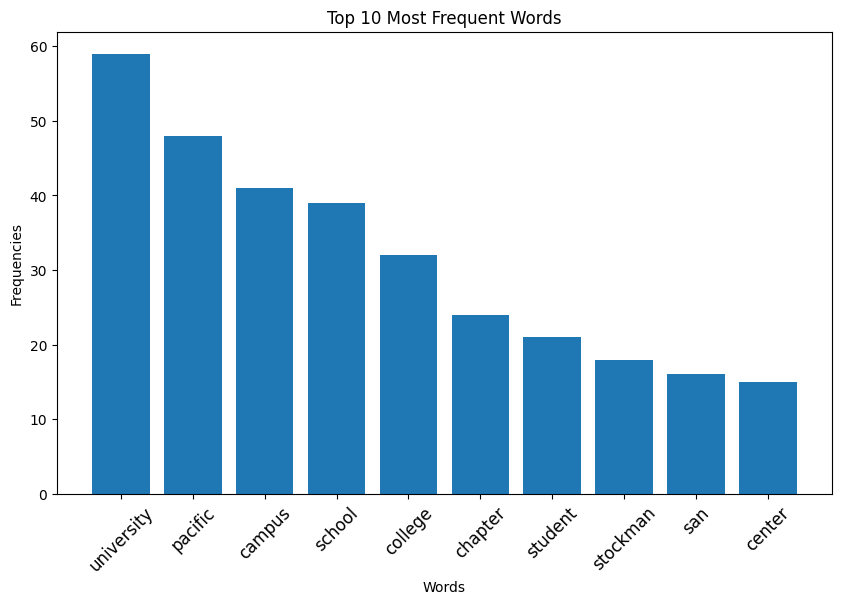 Top 10 Most Frequent Words
Frequencies
60
50
40
30
20
10
0
university
pacific
campus
school
college
chapter
student
stockman
san
center
Words